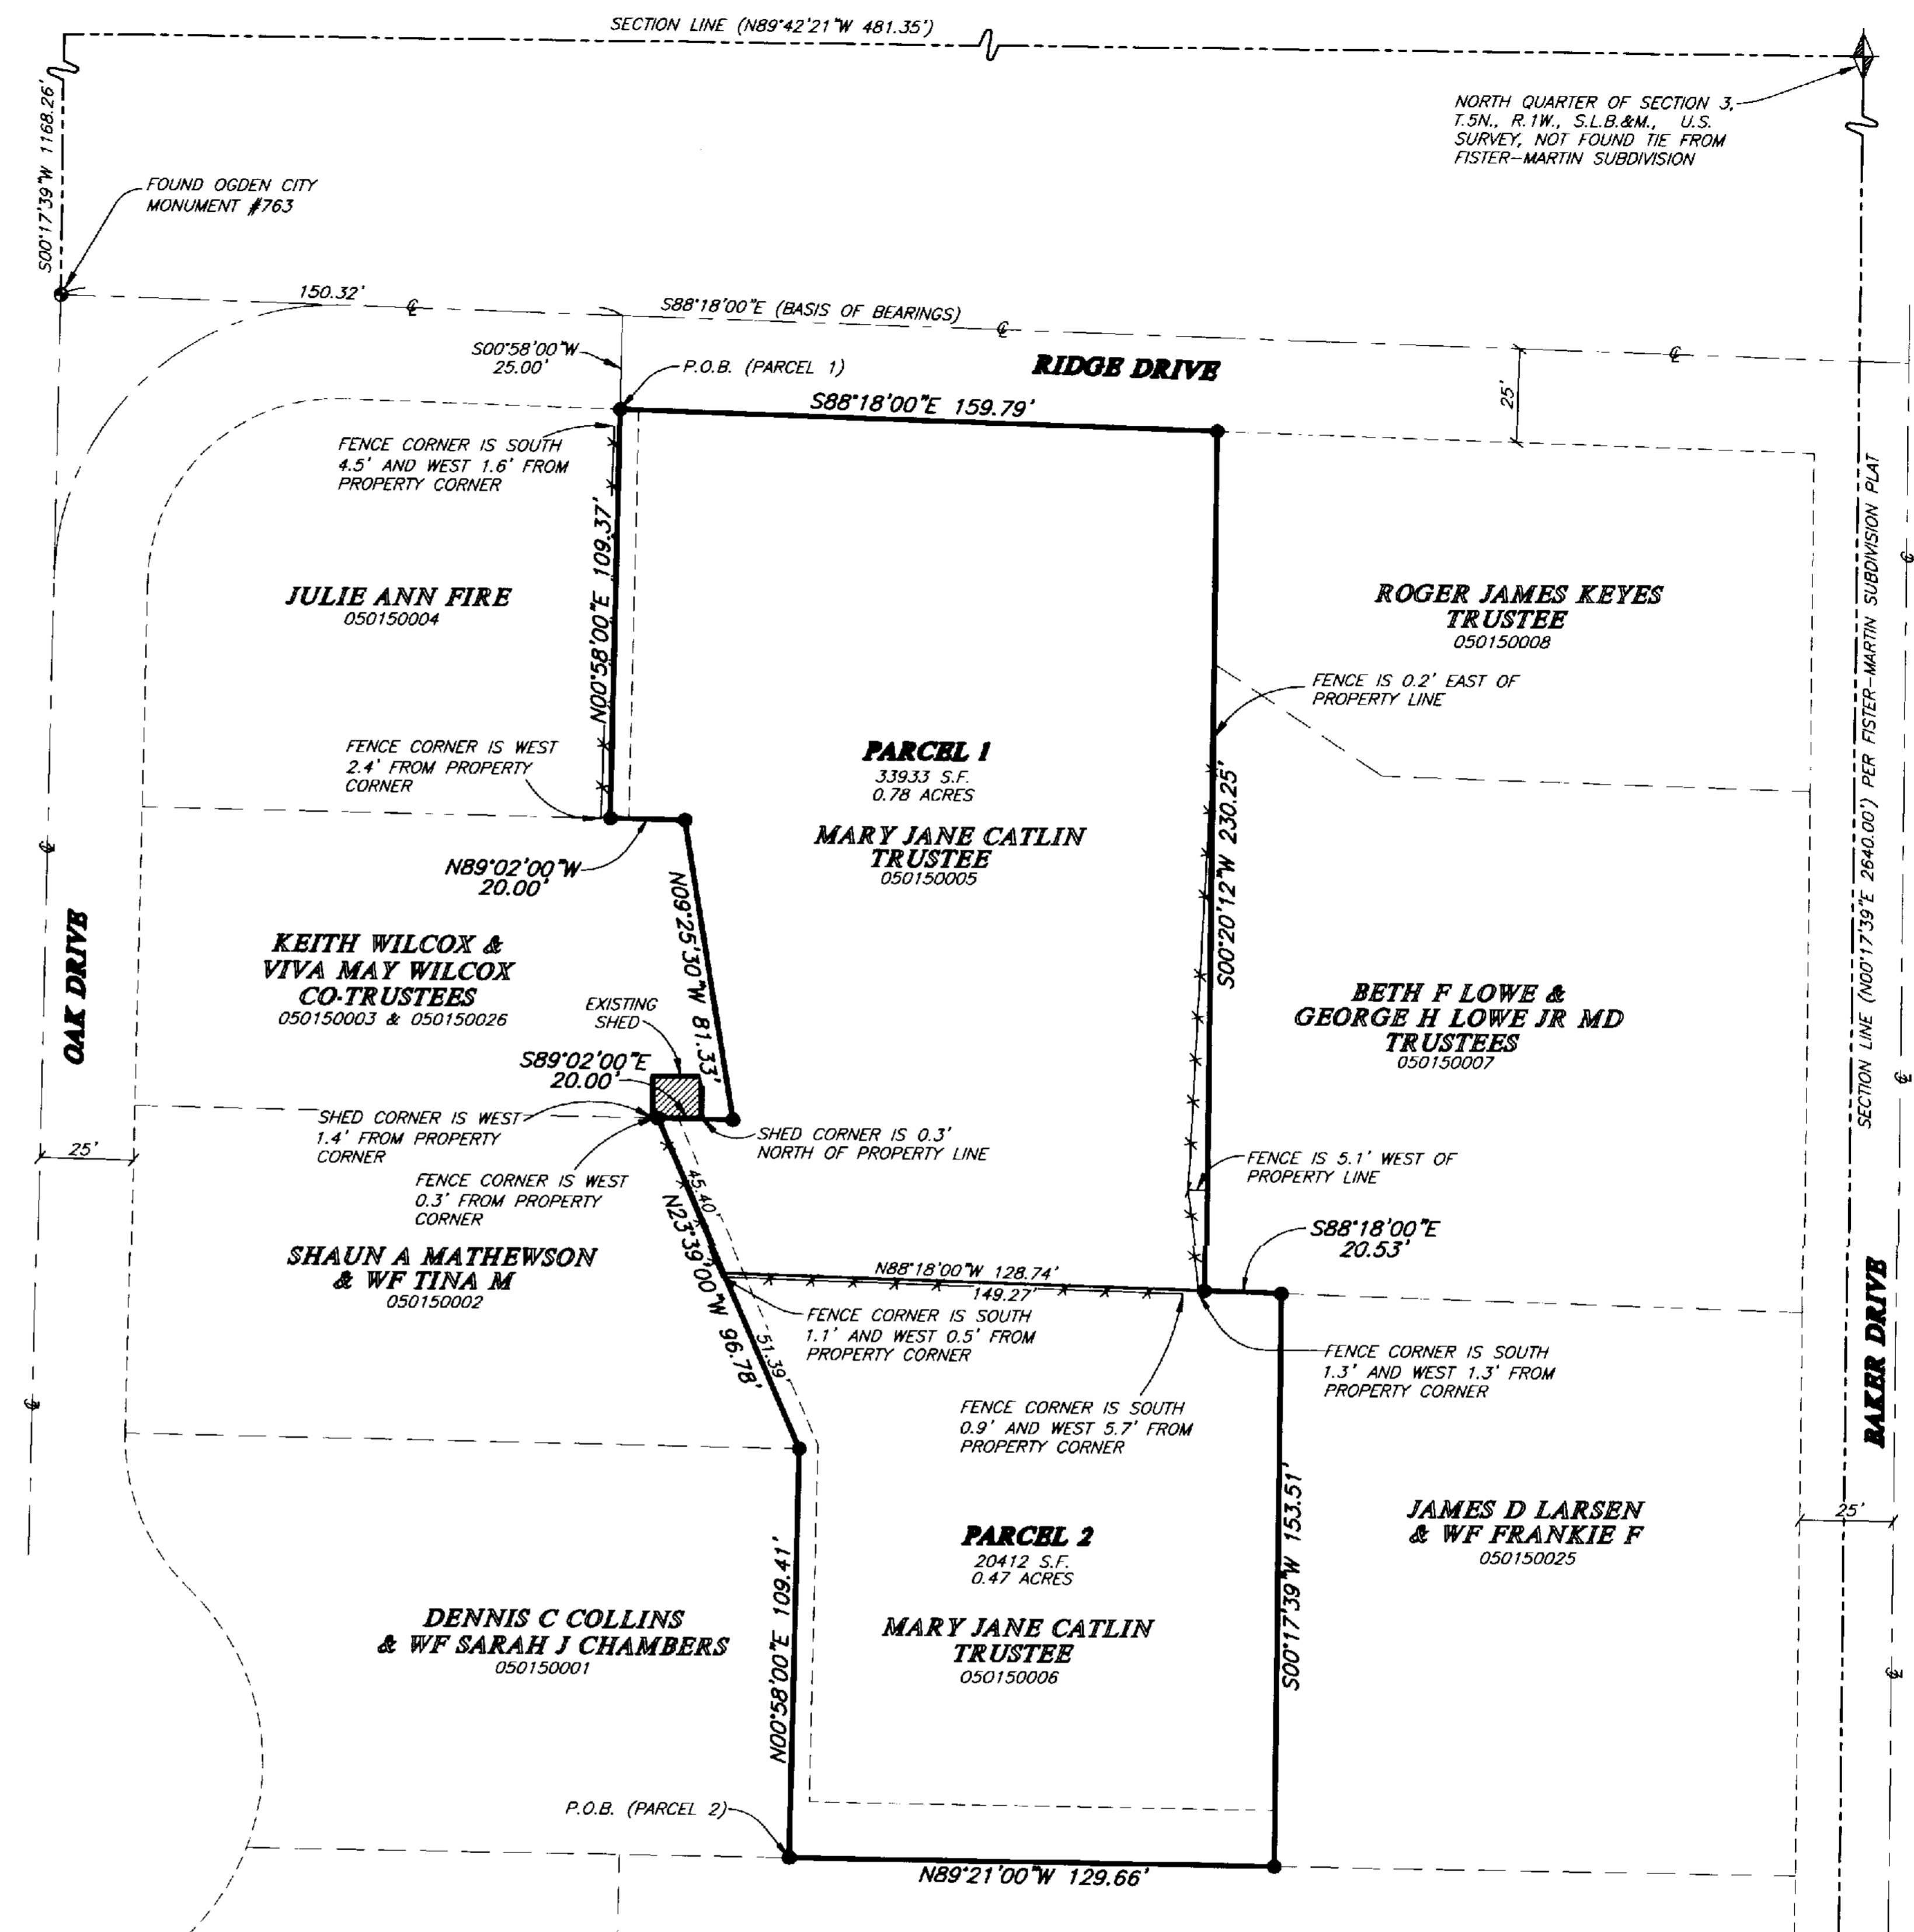 SECTION LINE (N89°42'21"W 481.35')
S00°17'39"W 1168.26'
NORTH QUARTER OF SECTION 3,
T.5N., R.1W., S.L.B.&M., U.S.
SURVEY, NOT FOUND TIE FROM
FISTER-MARTIN SUBDIVISION
FOUND OGDEN CITY
MONUMENT #763
150.32'
S88°18'00"E (BASIS OF BEARINGS)
S00°58'00"W
25.00'
P.O.B. (PARCEL 1)
RIDGE DRIVE
25'
S88°18'00"E 159.79'
FENCE CORNER IS SOUTH
4.5' AND WEST 1.6' FROM
PROPERTY CORNER
N00°58'00"E 109.37'
JULIE ANN FIRE
050150004
ROGER JAMES KEYES
TRUSTEE
050150008
SECTION LINE (N00°17'39"E 2640.00') PER FISTER-MARTIN SUBDIVISION PLAT
FENCE IS 0.2' EAST OF
PROPERTY LINE
FENCE CORNER IS WEST
2.4' FROM PROPERTY
CORNER
PARCEL 1
33933 S.F.
0.78 ACRES
MARY JANE CATLIN
TRUSTEE
050150005
S00°20'12"W 230.25'
N89°02'00"W
20.00'
N09°25'30"W 81.33'
OAK DRIVE
KEITH WILCOX &
VIVA MAY WILCOX
CO-TRUSTEES
050150003 & 050150026
EXISTING
SHED
BETH F LOWE &
GEORGE H LOWE JR MD
TRUSTEES
050150007
S89°02'00"E
20.00'
SHED CORNER IS WEST
1.4' FROM PROPERTY
CORNER
SHED CORNER IS 0.3'
NORTH OF PROPERTY LINE
25'
FENCE CORNER IS WEST
0.3' FROM PROPERTY
CORNER
FENCE IS 5.1' WEST OF
PROPERTY LINE
45.40'
N23°39'00"W 96.78'
S88°18'00"E
20.53'
SHAUN A MATHEWSON
& WF TINA M
050150002
N88°18'00"W 128.74'
149.27'
FENCE CORNER IS SOUTH
1.1' AND WEST 0.5' FROM
PROPERTY CORNER
51.39'
FENCE CORNER IS SOUTH
1.3' AND WEST 1.3' FROM
PROPERTY CORNER
BAKER DRIVE
FENCE CORNER IS SOUTH
0.9' AND WEST 5.7' FROM
PROPERTY CORNER
S00°17'39"W 153.51'
JAMES D LARSEN
& WF FRANKIE F
050150025
25'
PARCEL 2
20412 S.F.
0.47 ACRES
MARY JANE CATLIN
TRUSTEE
050150006
N00°58'00"E 109.41'
DENNIS C COLLINS
& WF SARAH J CHAMBERS
050150001
P.O.B. (PARCEL 2)
N89°21'00"W 129.66'